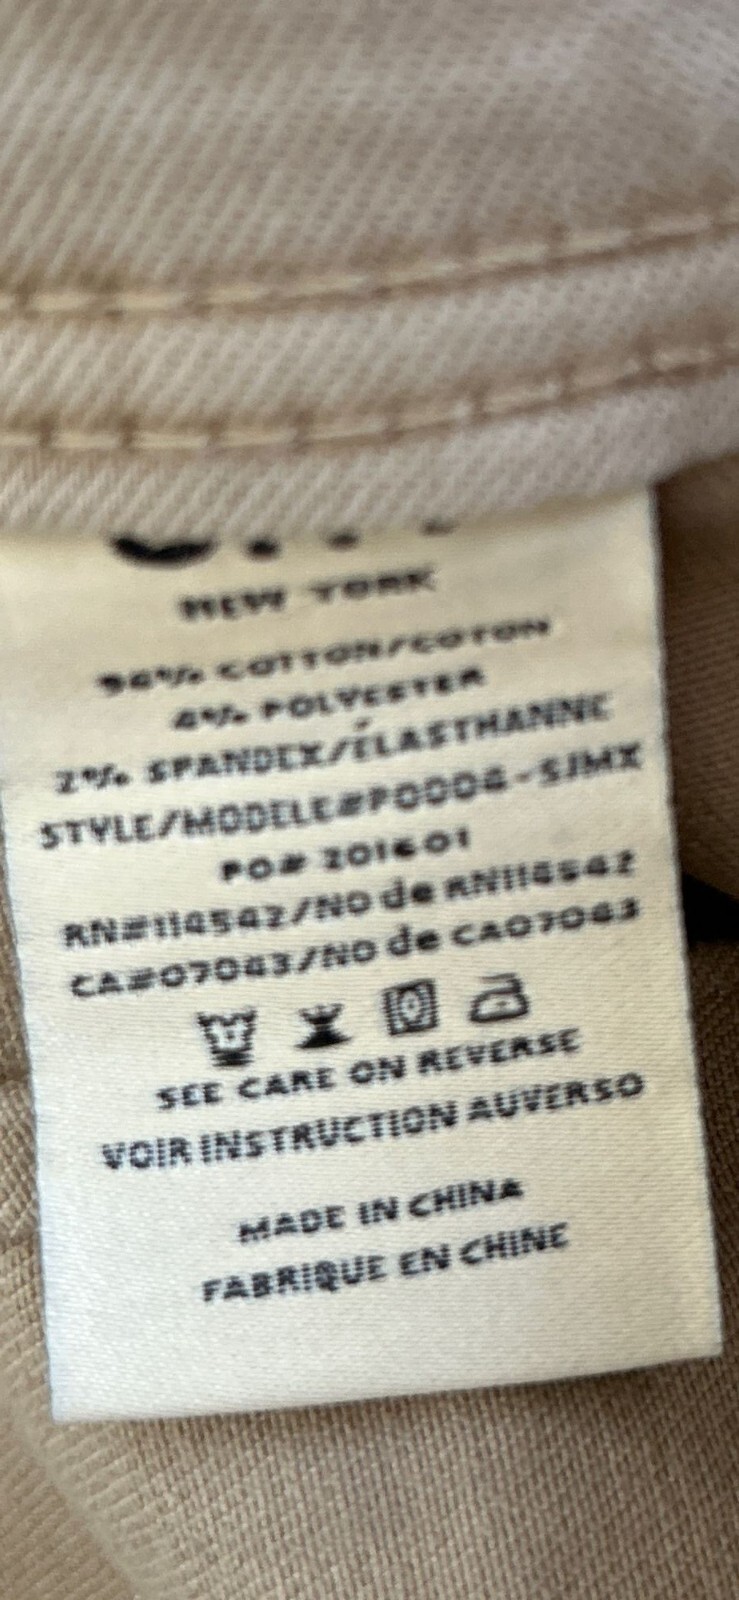 NEW YORK
94% COTTON/COTON
4% POLYESTER
2% SPANDEX/ÉLASTHANNE
STYLE/MODELE#P0004-SJMX
PO# 201601
RN#114542/NO de RN114542
CA#07043/NO de CA07043
SEE CARE ON REVERSE
VOIR INSTRUCTION AUVERSO
MADE IN CHINA
FABRIQUE EN CHINE